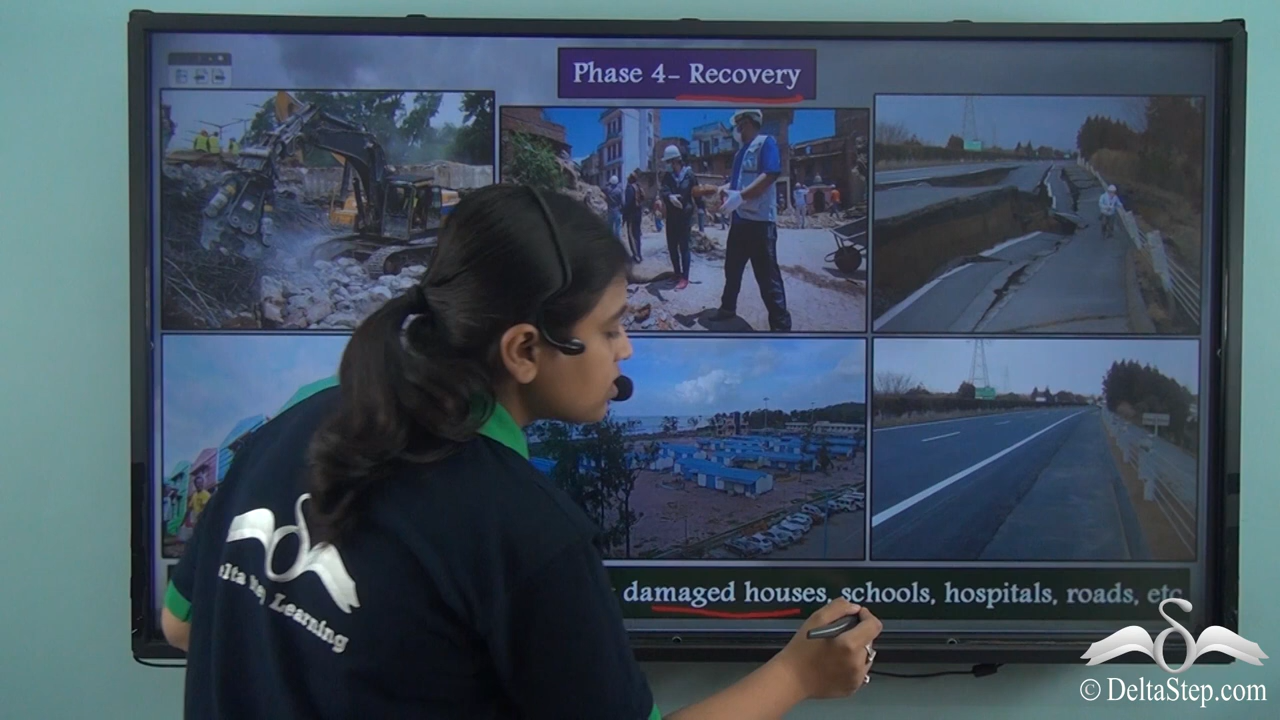 Phase 4- Recovery
damaged houses, schools, hospitals, roads, etc
Delta Step Learning
© DeltaStep.com